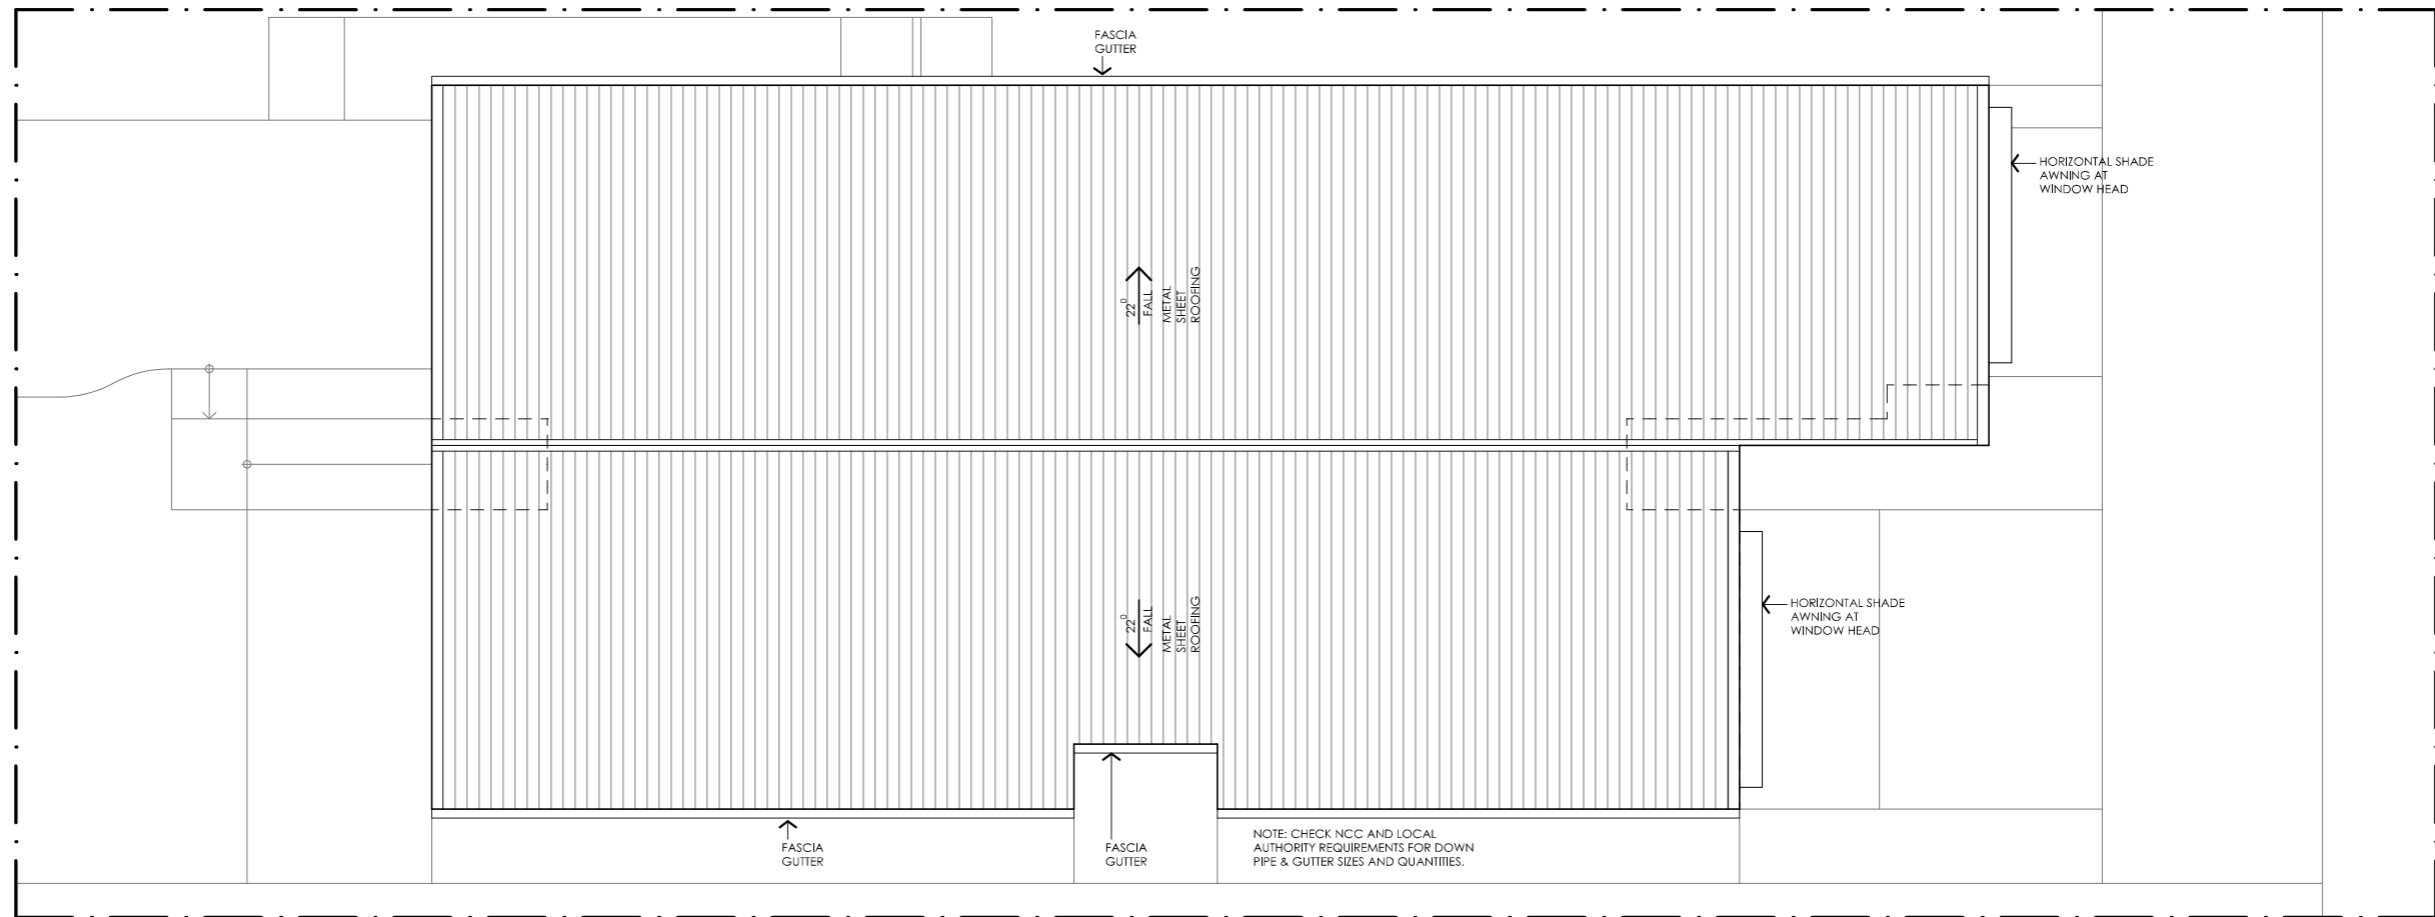 FASCIA
GUTTER
HORIZONTAL SHADE
AWNING AT
WINDOW HEAD
22⁰
FALL
METAL
SHEET
ROOFING
22⁰
FALL
METAL
SHEET
ROOFING
HORIZONTAL SHADE
AWNING AT
WINDOW HEAD
FASCIA
GUTTER
FASCIA
GUTTER
NOTE: CHECK NCC AND LOCAL
AUTHORITY REQUIREMENTS FOR DOWN
PIPE & GUTTER SIZES AND QUANTITIES.